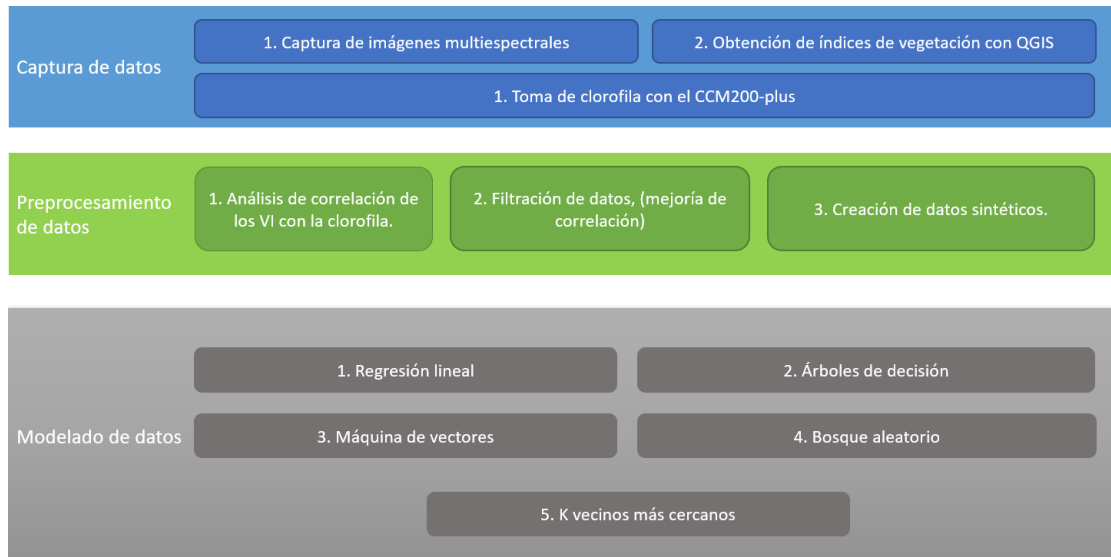 Captura de datos
1. Captura de imágenes multiespectrales
2. Obtención de índices de vegetación con QGIS
1. Toma de clorofila con el CCM200-plus
Preprocesamiento
de datos
1. Análisis de correlación de
los VI con la clorofila.
2. Filtración de datos, (mejoría de
correlación)
3. Creación de datos sintéticos.
Modelado de datos
1. Regresión lineal
2. Árboles de decisión
3. Máquina de vectores
4. Bosque aleatorio
5. K vecinos más cercanos